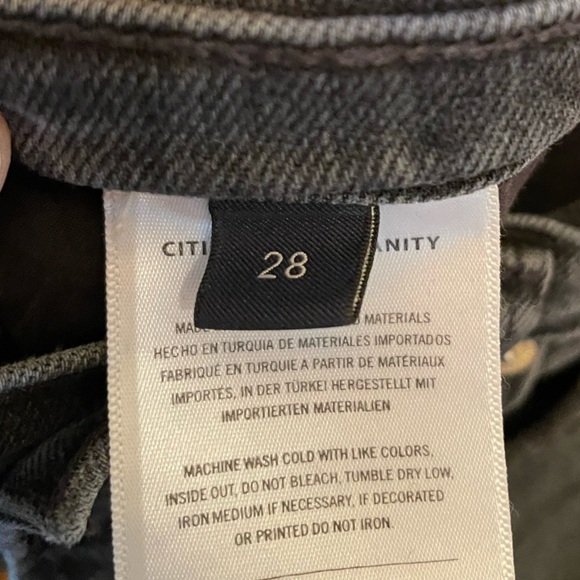 CITI ANITY
28
MA MATERIALS
HECHO EN TURQUIA DE MATERIALES IMPORTADOS
FABRIQUÉ EN TURQUIE A PARTIR DE MATÉRIAUX
IMPORTÉS, IN DER TÜRKEI HERGESTELLT MIT
IMPORTIERTEN MATERIALIEN
MACHINE WASH COLD WITH LIKE COLORS,
INSIDE OUT, DO NOT BLEACH, TUMBLE DRY LOW,
IRON MEDIUM IF NECESSARY, IF DECORATED
OR PRINTED DO NOT IRON.